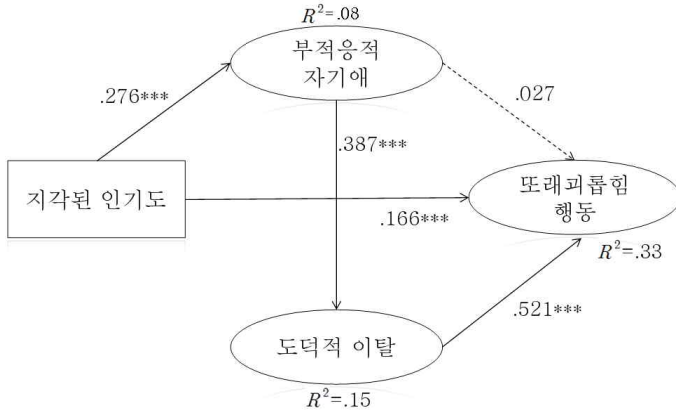 R²=.08
부적응적
자기애
.276***
.027
.387***
지각된 인기도
또래괴롭힘
행동
.166***
R²=.33
.521***
도덕적 이탈
R²=.15